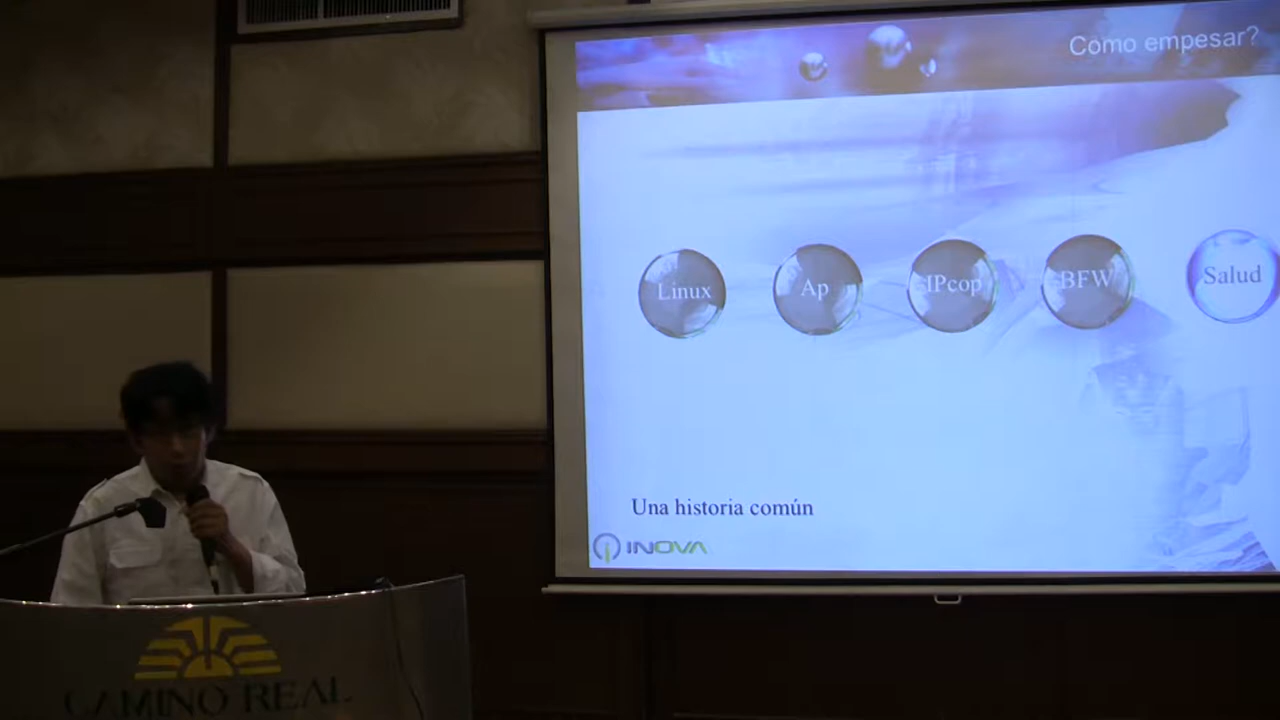 Como empesar?
Linux
Ap
IPcop
BFW
Salud
Una historia común
INOVA
CAMINO REAL